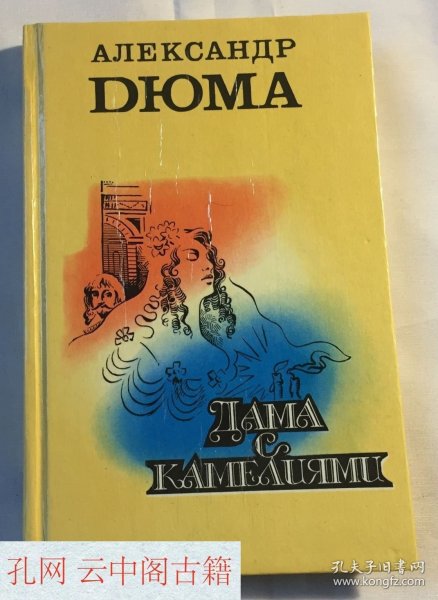 АЛЕКСАНДР
ДЮМА
ДАМА
С
КАМЕЛИЯМИ
孔网 云中阁古籍
孔夫子旧书网
www.kongfz.com